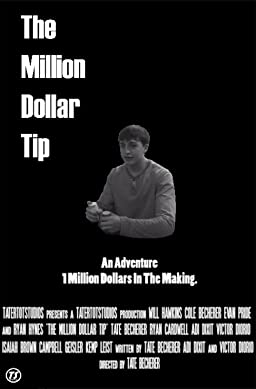 The
Million
Dollar
Tip
An Adventure
1 Million Dollars In The Making.
TATERTOTSTUDIOS PRESENTS A TATERTOTSTUDIOS PRODUCTION WILL HAWKINS COLE BECHERER EVAN PRIDE
AND RYAN HYNES 'THE MILLION DOLLAR TIP' TATE BECHERER RYAN CARDWELL ADI DIXIT VICTOR DIORIO
ISAIAH BROWN CAMPBELL GEISLER KEMP LEIST WRITTEN BY TATE BECHERER ADI DIXIT AND VICTOR DIORIO
DIRECTED BY TATE BECHERER
TS